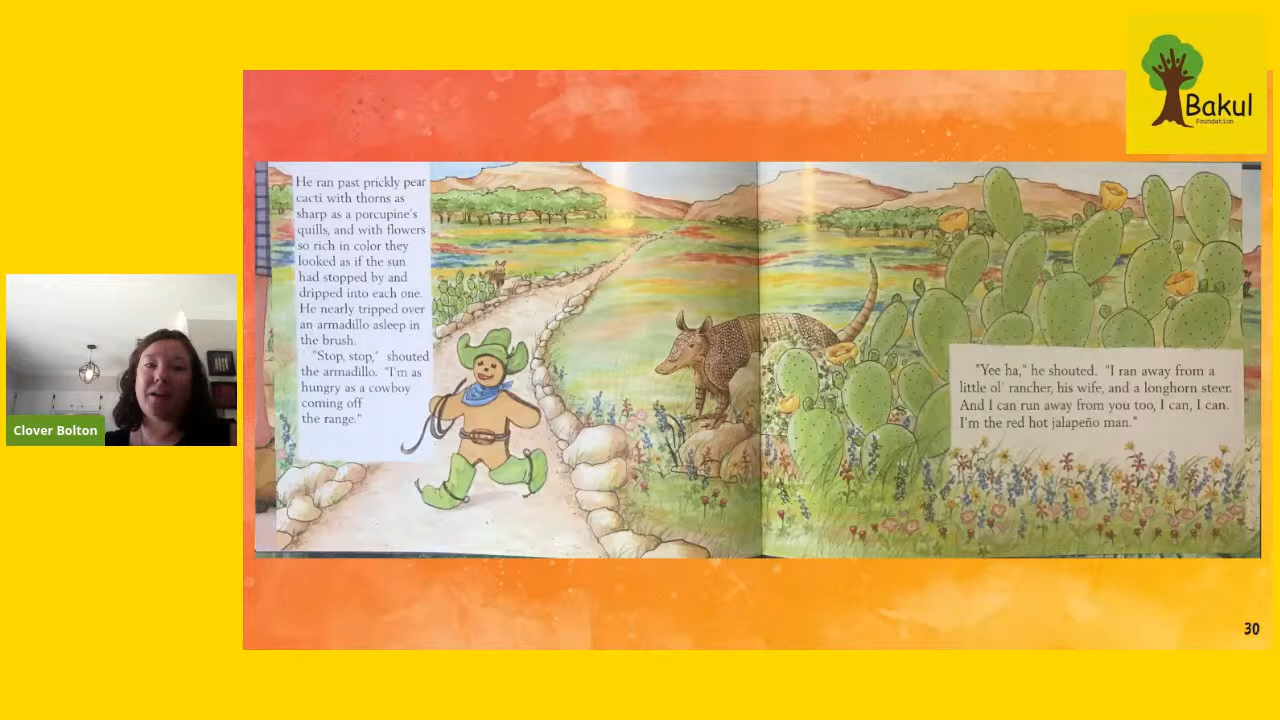 Bakul
Foundation
He ran past prickly pear
cacti with thorns as
sharp as a porcupine's
quills, and with flowers
so rich in color they
looked as if the sun
had stopped by and
dripped into each one.
He nearly tripped over
an armadillo asleep in
the brush.
"Stop, stop," shouted
the armadillo. "I'm as
hungry as a cowboy
coming off
the range."
"Yee ha," he shouted. "I ran away from a
little ol' rancher, his wife, and a longhorn steer.
And I can run away from you too, I can, I can.
I'm the red hot jalapeño man."
Clover Bolton
30